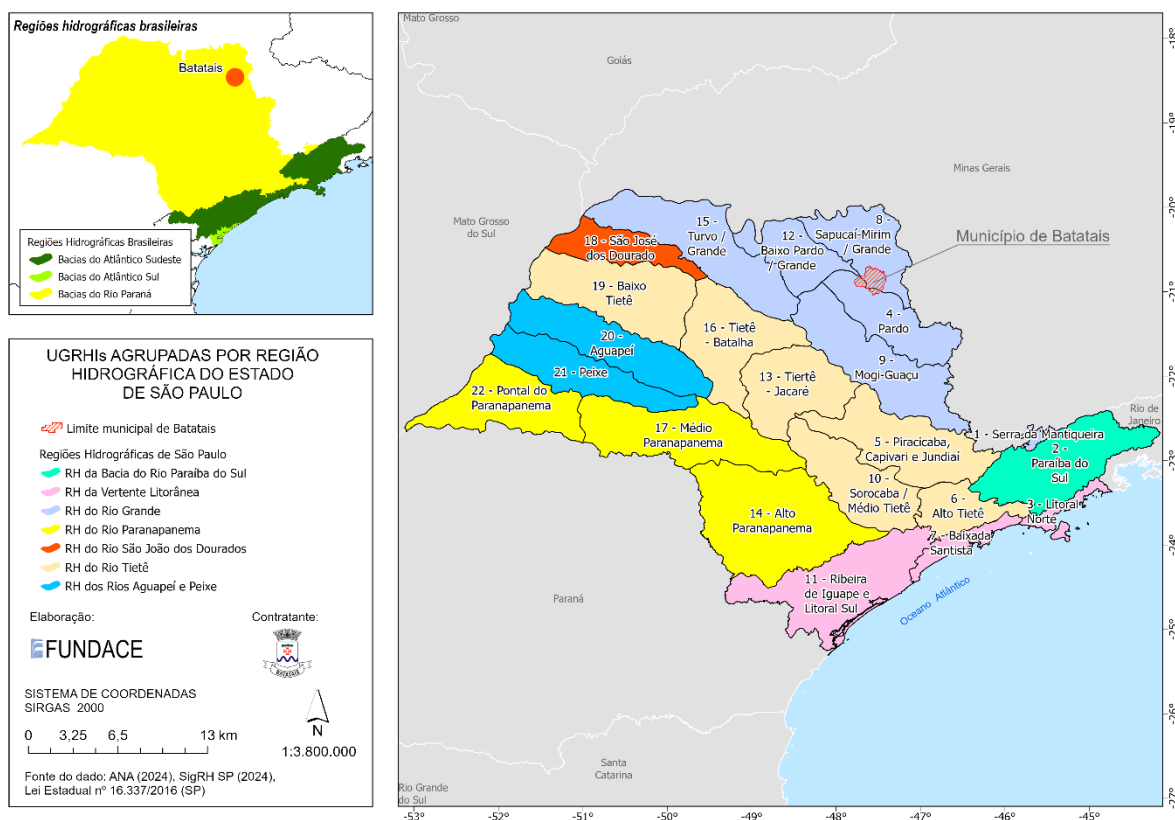 Regiões hidrográficas brasileiras
Batatais
Regiões Hidrográficas Brasileiras
Bacias do Atlântico Sudeste
Bacias do Atlântico Sul
Bacias do Rio Paraná
UGRHIs AGRUPADAS POR REGIÃO
HIDROGRÁFICA DO ESTADO
DE SÃO PAULO
Limite municipal de Batatais
Regiões Hidrográficas de São Paulo
RH da Bacia do Rio Paraíba do Sul
RH da Vertente Litorânea
RH do Rio Grande
RH do Rio Paranapanema
RH do Rio São João dos Dourados
RH do Rio Tietê
RH dos Rios Aguapeí e Peixe
Elaboração:
Contratante:
FUNDACE
BATATAIS
SISTEMA DE COORDENADAS
SIRGAS 2000
0 3,25 6,5 13 km
N
1:3.800.000
Fonte do dado: ANA (2024), SigRH SP (2024),
Lei Estadual nº 16.337/2016 (SP)
Mato Grosso
Goiás
Minas Gerais
Mato Grosso
do Sul
Rio de
Janeiro
Paraná
Santa
Catarina
Rio Grande
do Sul
Oceano Atlântico
Município de Batatais
15 -
Turvo /
Grande
8 -
Sapucaí-Mirim
/ Grande
12 -
Baixo Pardo
/ Grande
18 - São José
dos Dourado
19 - Baixo
Tietê
4 -
Pardo
16 - Tietê
- Batalha
20 -
Aguapeí
9 -
Mogi-Guaçu
21 - Peixe
13 - Tiertê
- Jacaré
22 - Pontal do
Paranapanema
17 - Médio
Paranapanema
1 - Serra da Mantiqueira
5 - Piracicaba,
Capivari e Jundiaí
2 -
Paraíba do
Sul
10 -
Sorocaba /
Médio Tietê
6 -
Alto Tietê
3 - Litoral
Norte
14 - Alto
Paranapanema
7 - Baixada
Santista
11 - Ribeira
de Iguape e
Litoral Sul
-18°
-19°
-20°
-21°
-22°
-23°
-24°
-25°
-26°
-27°
-53° -52° -51° -50° -49° -48° -47° -46° -45°